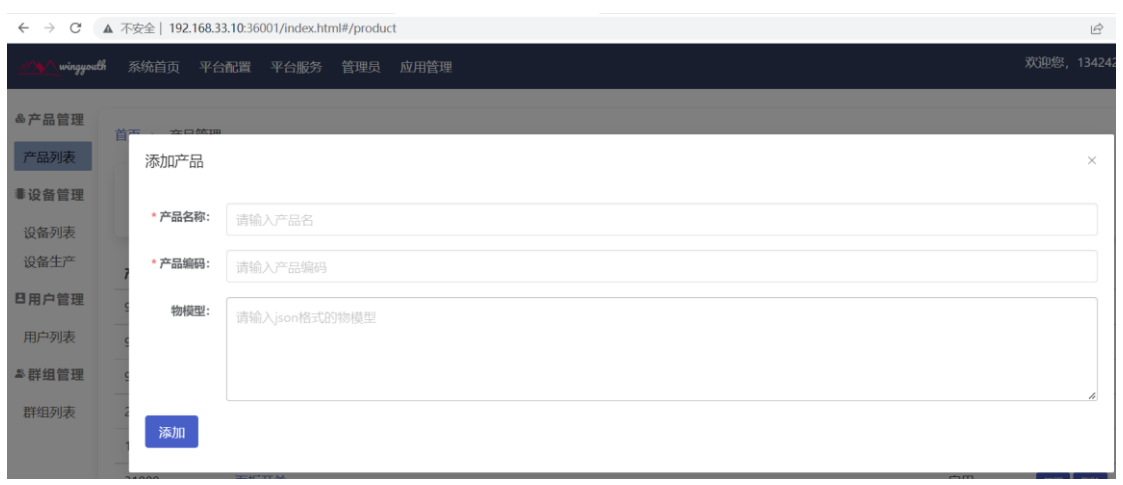 不安全 | 192.168.33.10:36001/index.html#/product
wingyouth 系统首页 平台配置 平台服务 管理员 应用管理 欢迎您，134242
产品管理
首页 产品管理
产品列表
添加产品
设备管理
* 产品名称： 请输入产品名
设备列表
设备生产
* 产品编码： 请输入产品编码
用户管理
物模型： 请输入json格式的物模型
用户列表
群组管理
群组列表
添加